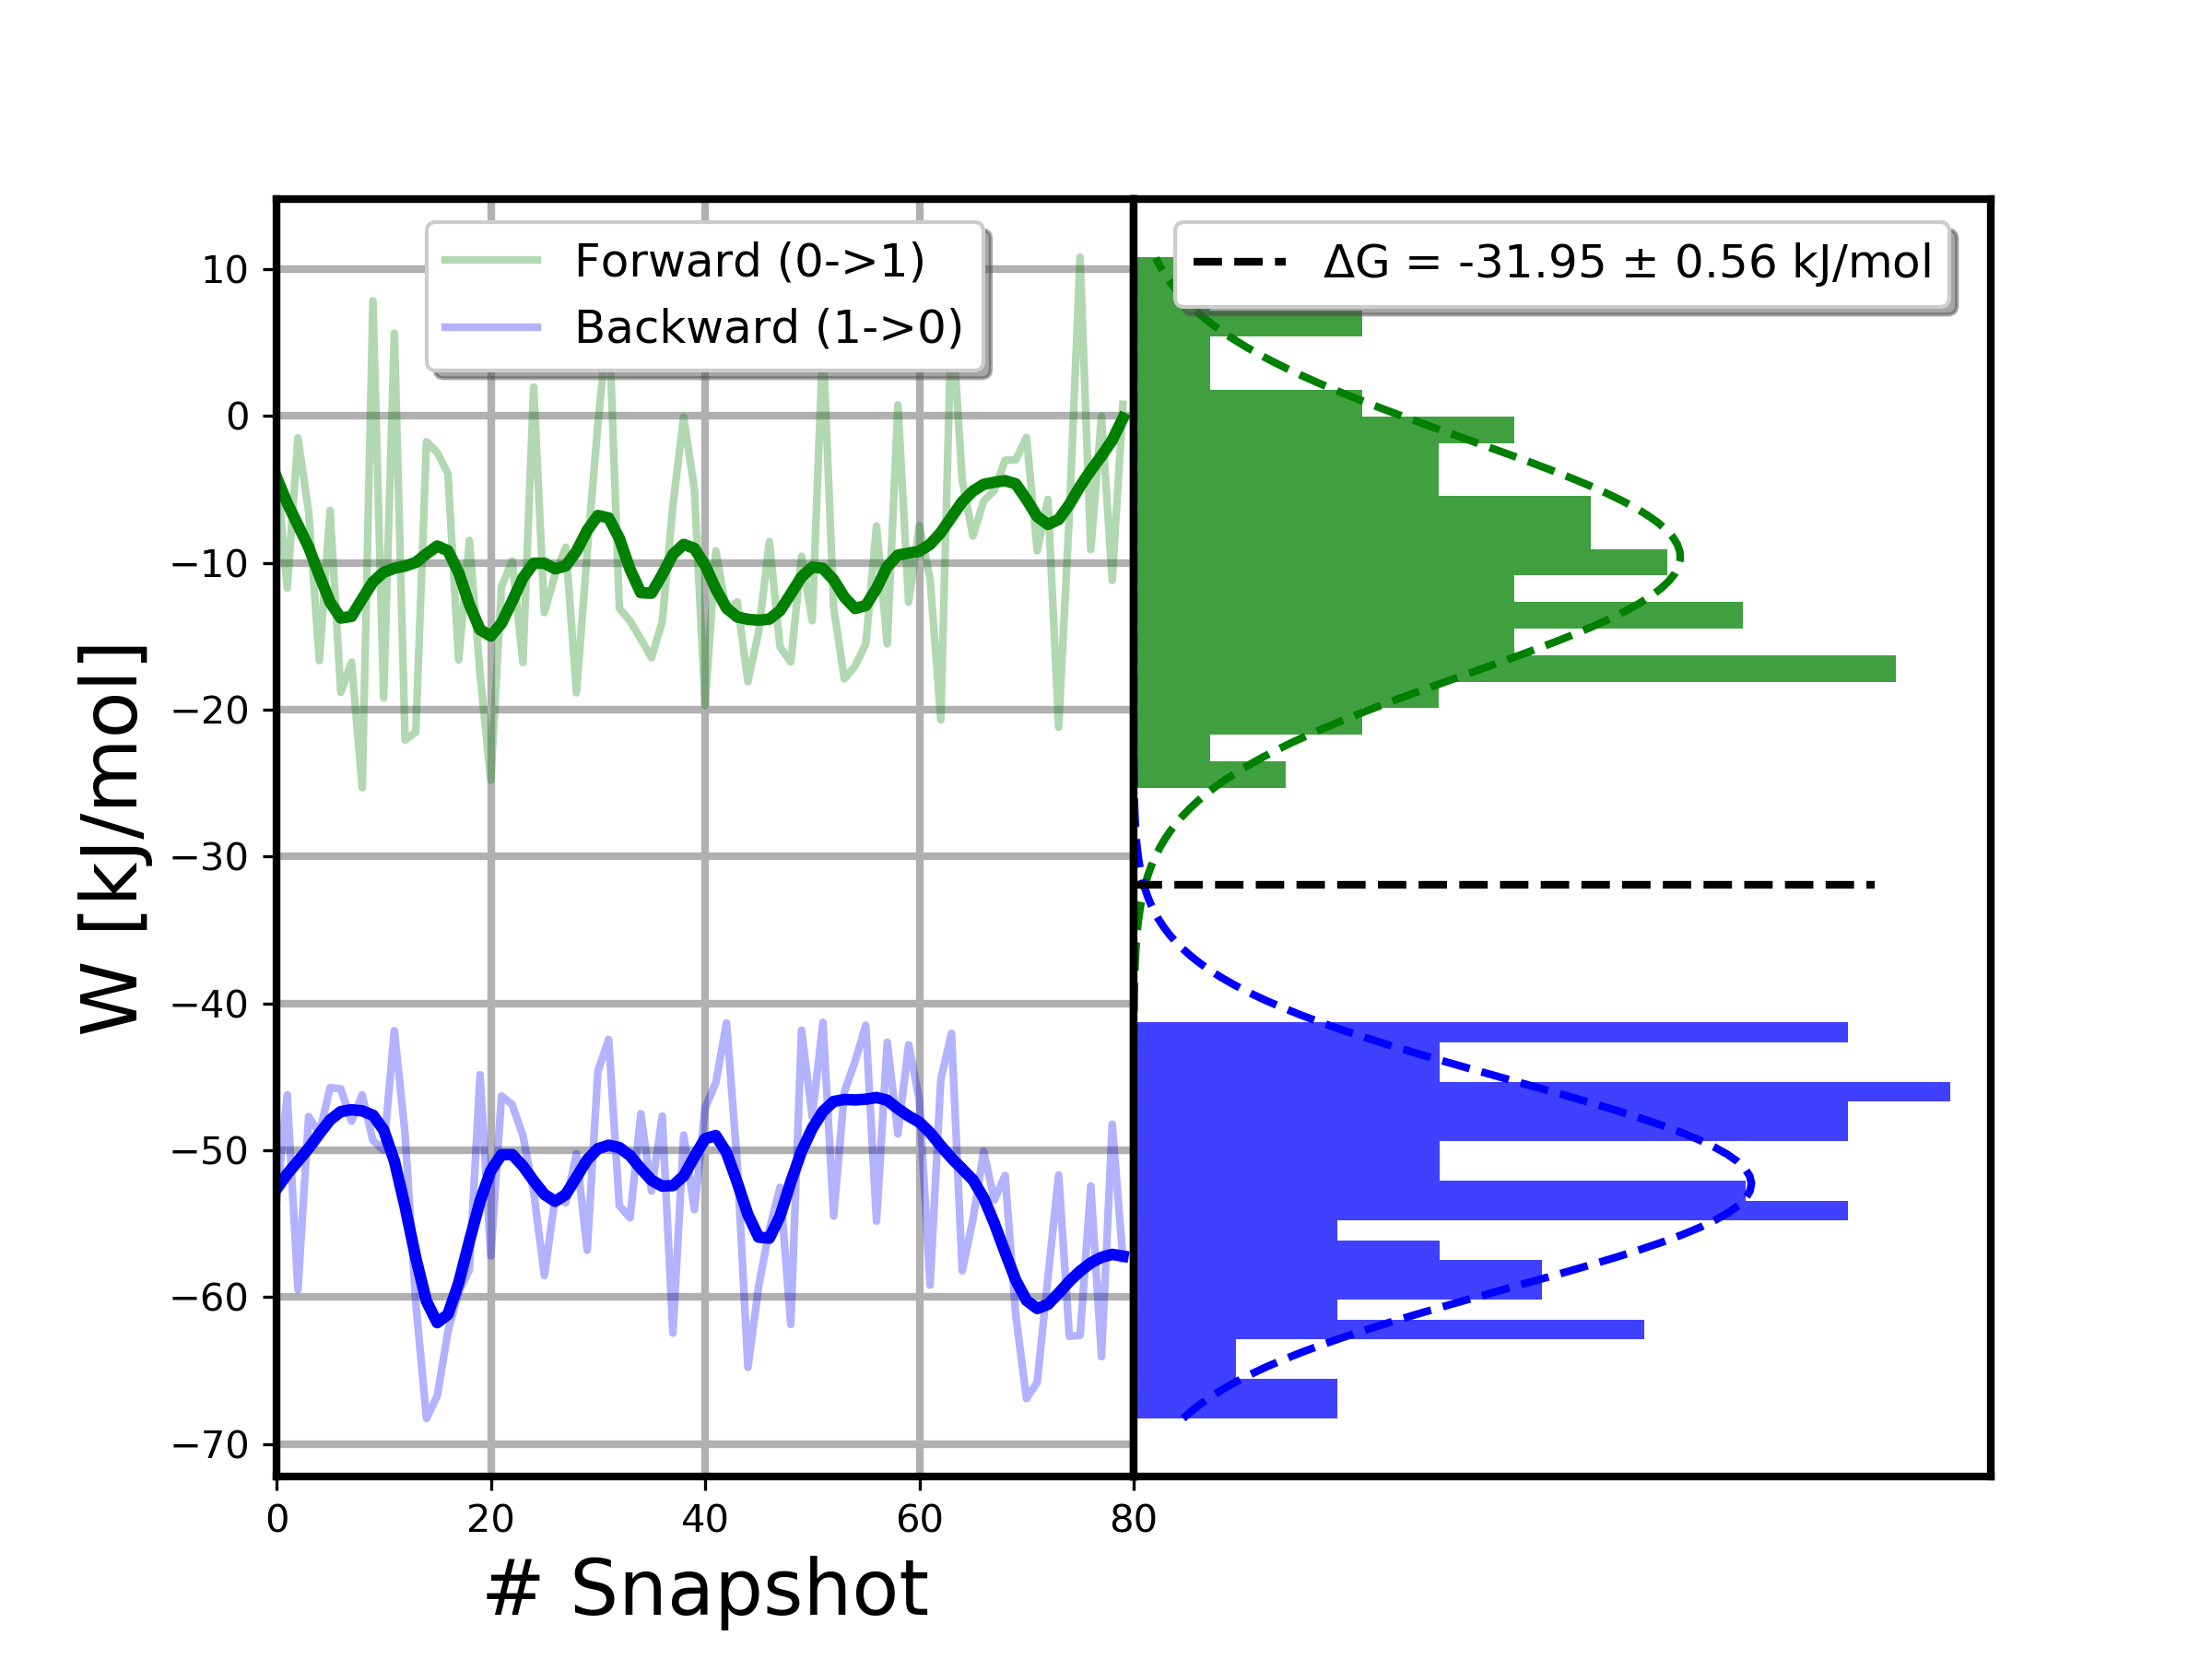 Forward (0->1)
Backward (1->0)
ΔG = -31.95 ± 0.56 kJ/mol
W [kJ/mol]
10
0
−10
−20
−30
−40
−50
−60
−70
0 20 40 60 80
# Snapshot